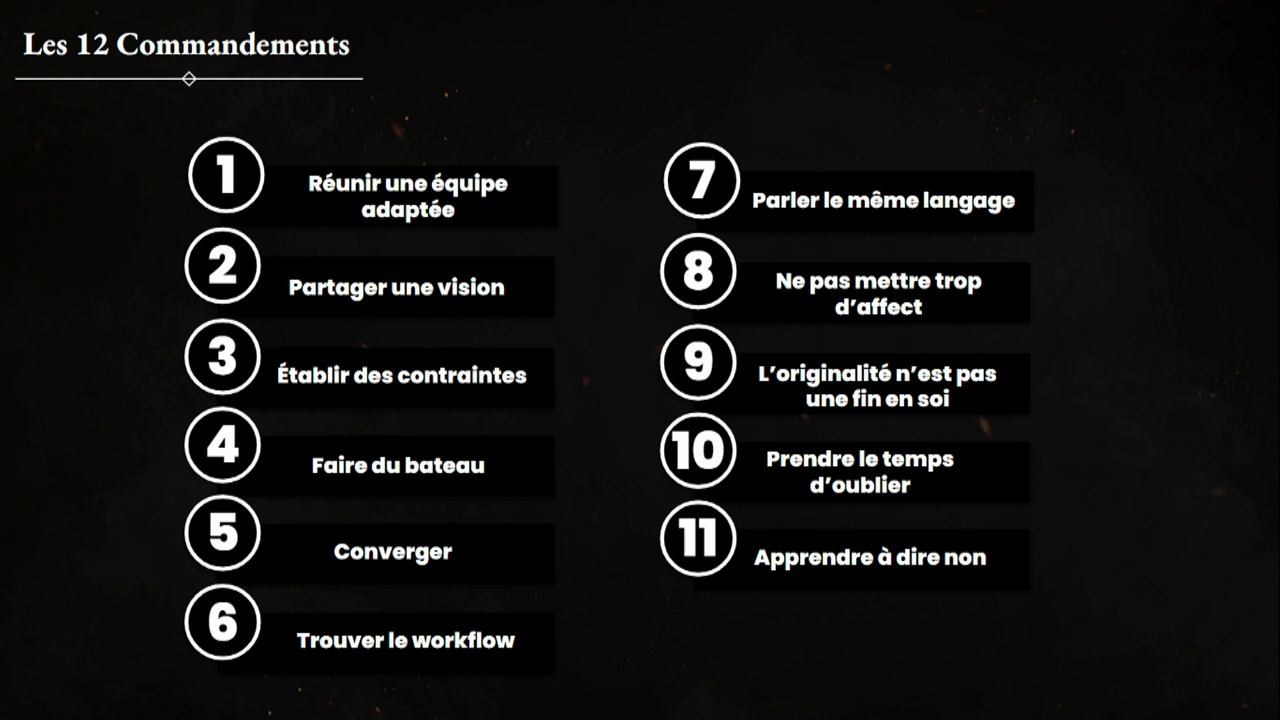 Les 12 Commandements
1
Réunir une équipe
adaptée
2
Partager une vision
3
Établir des contraintes
4
Faire du bateau
5
Converger
6
Trouver le workflow
7
Parler le même langage
8
Ne pas mettre trop
d’affect
9
L’originalité n’est pas
une fin en soi
10
Prendre le temps
d’oublier
11
Apprendre à dire non